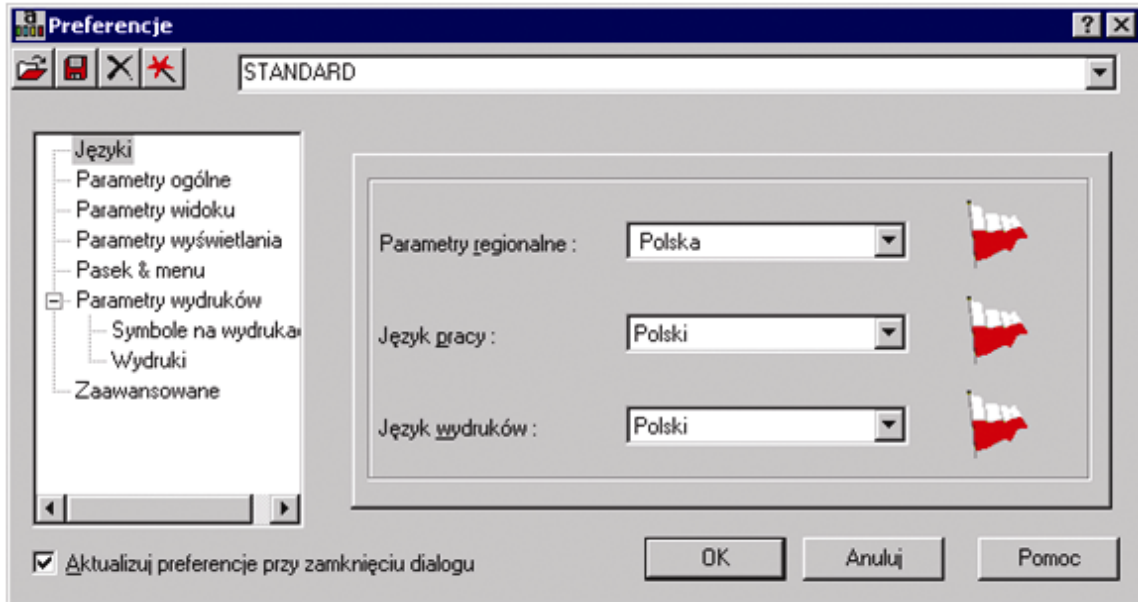 Preferencje
STANDARD
Języki
Parametry ogólne
Parametry widoku
Parametry wyświetlania
Pasek & menu
Parametry wydruków
Symbole na wydruka
Wydruki
Zaawansowane
Parametry regionalne : Polska
Język pracy : Polski
Język wydruków : Polski
Aktualizuj preferencje przy zamknięciu dialogu
OK Anuluj Pomoc